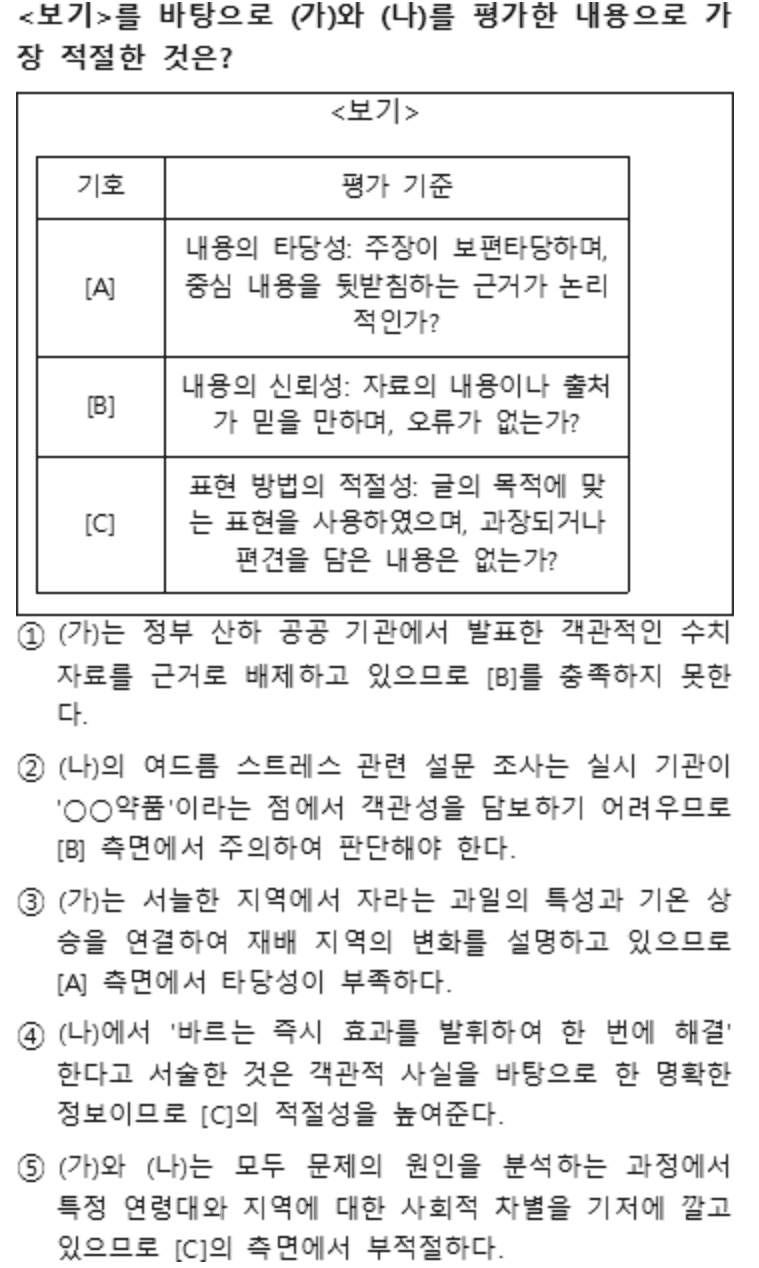 <보기>를 바탕으로 (가)와 (나)를 평가한 내용으로 가
장 적절한 것은?
<보기>
기호
평가 기준
[A]
내용의 타당성: 주장이 보편타당하며,
중심 내용을 뒷받침하는 근거가 논리
적인가?
[B]
내용의 신뢰성: 자료의 내용이나 출처
가 믿을 만하며, 오류가 없는가?
[C]
표현 방법의 적절성: 글의 목적에 맞
는 표현을 사용하였으며, 과장되거나
편견을 담은 내용은 없는가?
① (가)는 정부 산하 공공 기관에서 발표한 객관적인 수치
자료를 근거로 배제하고 있으므로 [B]를 충족하지 못한
다.
② (나)의 여드름 스트레스 관련 설문 조사는 실시 기관이
'○○약품'이라는 점에서 객관성을 담보하기 어려우므로
[B] 측면에서 주의하여 판단해야 한다.
③ (가)는 서늘한 지역에서 자라는 과일의 특성과 기온 상
승을 연결하여 재배 지역의 변화를 설명하고 있으므로
[A] 측면에서 타당성이 부족하다.
④ (나)에서 '바르는 즉시 효과를 발휘하여 한 번에 해결'
한다고 서술한 것은 객관적 사실을 바탕으로 한 명확한
정보이므로 [C]의 적절성을 높여준다.
⑤ (가)와 (나)는 모두 문제의 원인을 분석하는 과정에서
특정 연령대와 지역에 대한 사회적 차별을 기저에 깔고
있으므로 [C]의 측면에서 부적절하다.